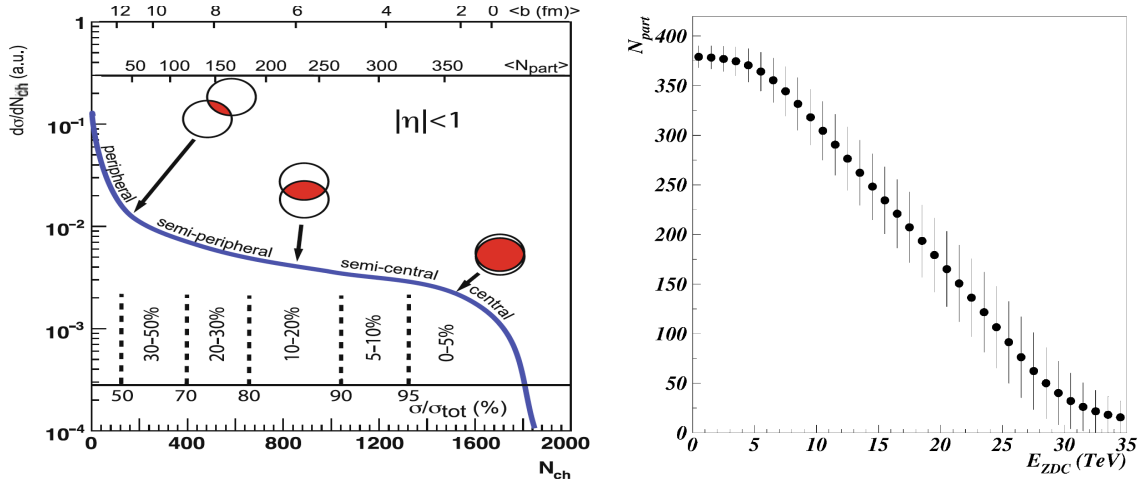 12 10 8 6 4 2 0 <b (fm)>
50 100 150 200 250 300 350 <N_part>
1
10^-1
10^-2
10^-3
10^-4
dσ/dN_ch (a.u.)
|η|<1
peripheral
semi-peripheral
semi-central
central
30-50% 20-30% 10-20% 5-10% 0-5%
50 70 80 90 95
σ/σ_tot (%)
0 400 800 1200 1600 2000
N_ch
N_part
400
350
300
250
200
150
100
50
0
0 5 10 15 20 25 30 35
E_ZDC (TeV)